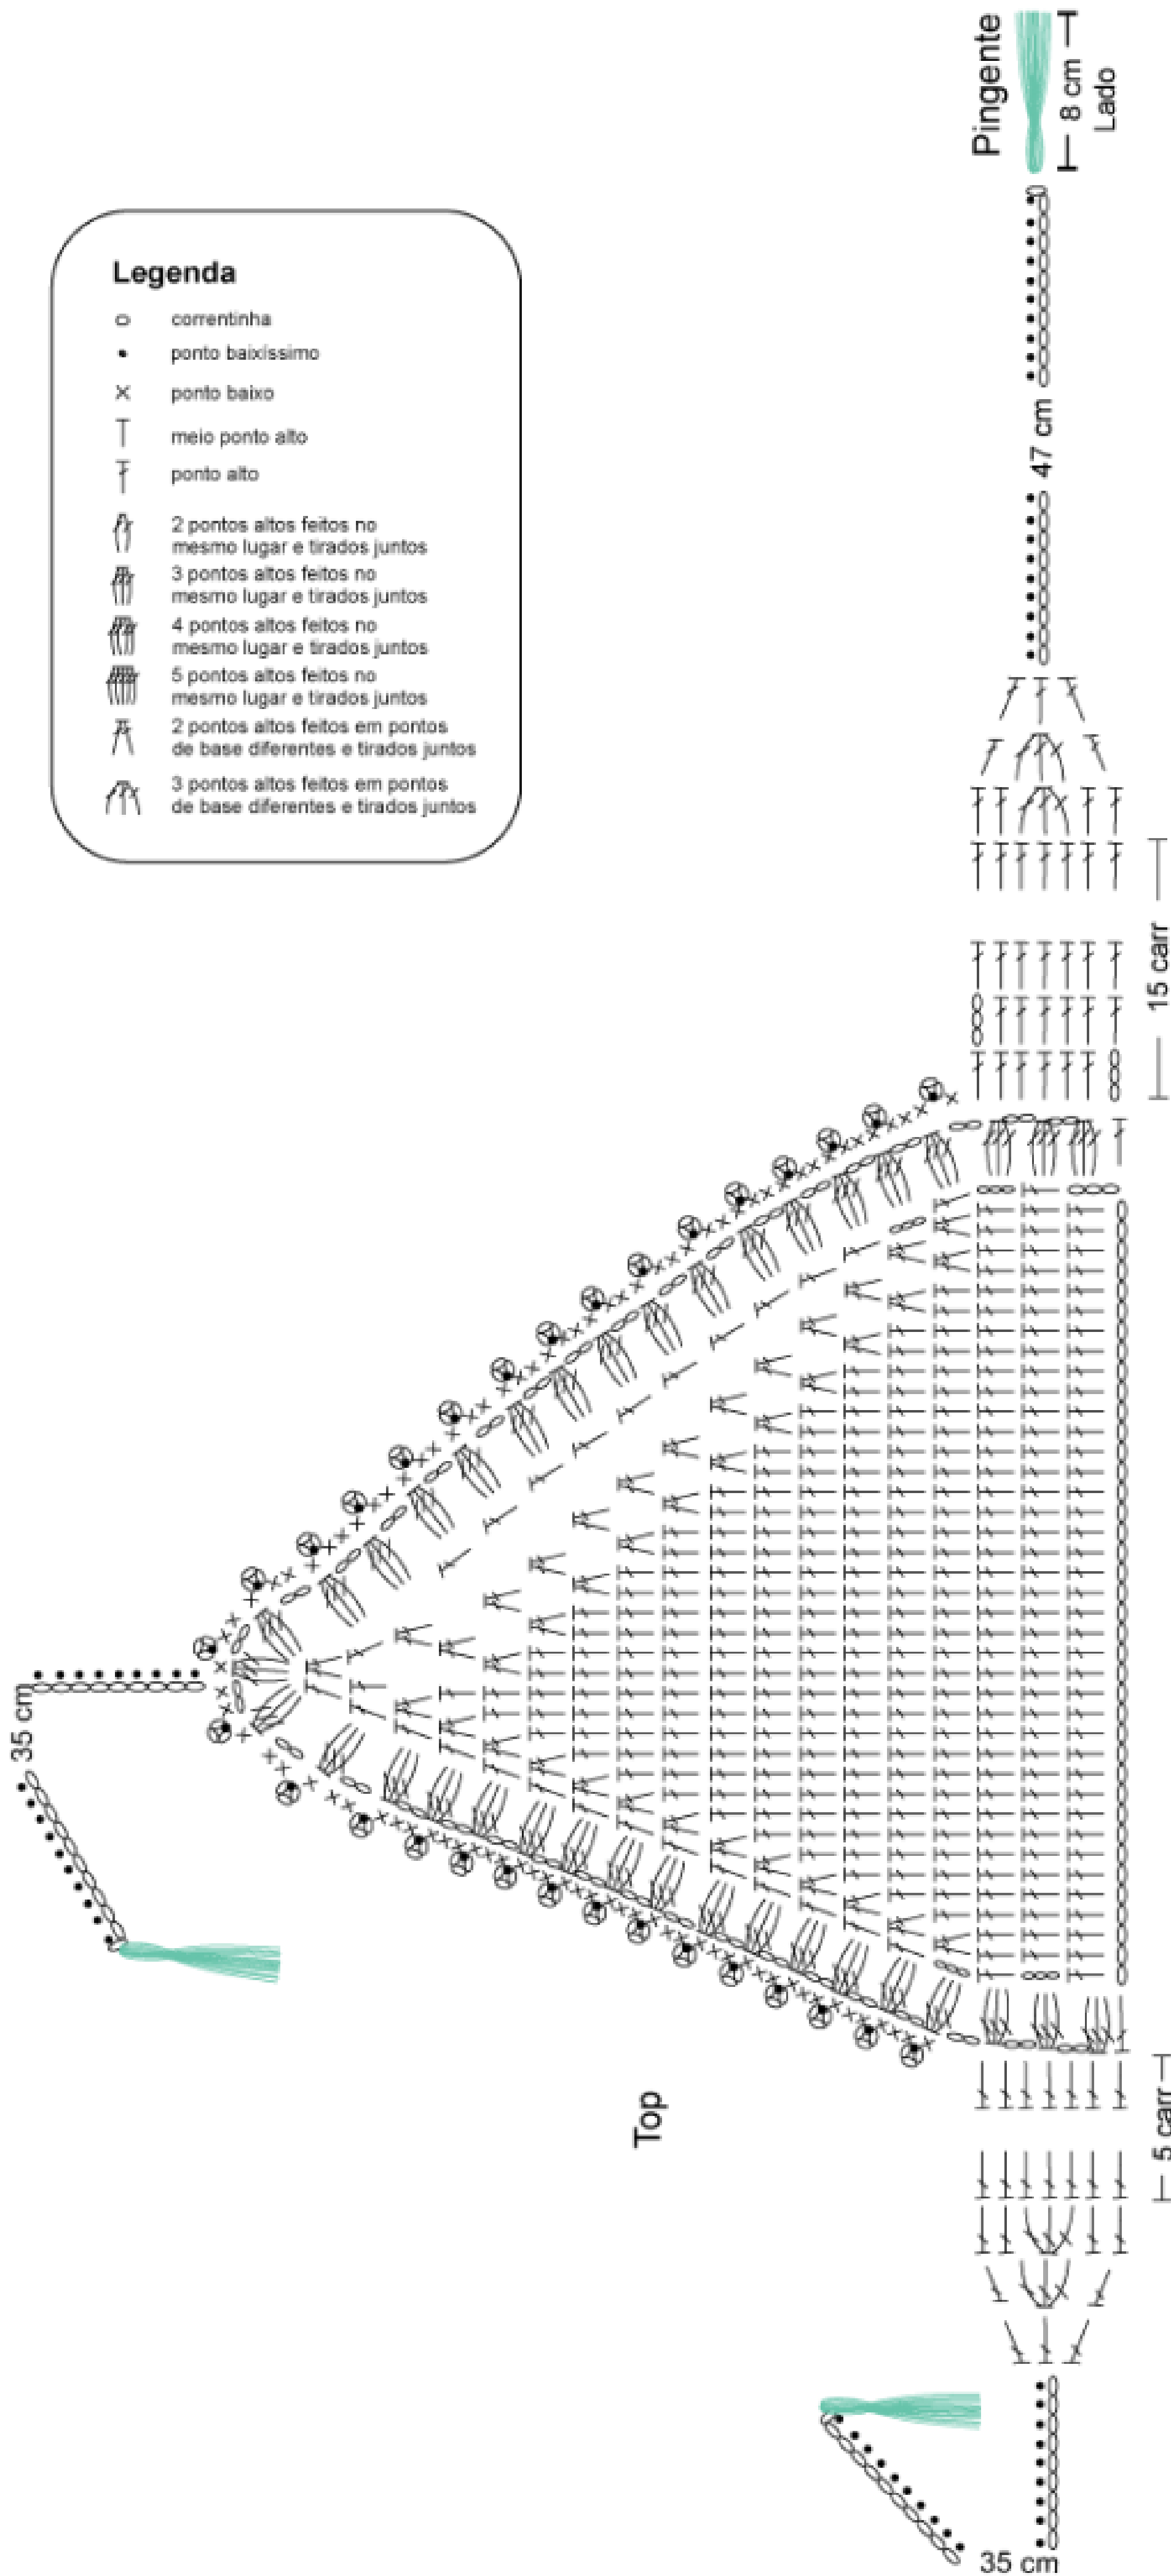 Pingente
8 cm
Lado
Legenda
correntinha
ponto baixíssimo
ponto baixo
meio ponto alto
ponto alto
2 pontos altos feitos no
mesmo lugar e tirados juntos
3 pontos altos feitos no
mesmo lugar e tirados juntos
4 pontos altos feitos no
mesmo lugar e tirados juntos
5 pontos altos feitos no
mesmo lugar e tirados juntos
2 pontos altos feitos em pontos
de base diferentes e tirados juntos
3 pontos altos feitos em pontos
de base diferentes e tirados juntos
47 cm
15 carr
35 cm
Top
5 carr
35 cm